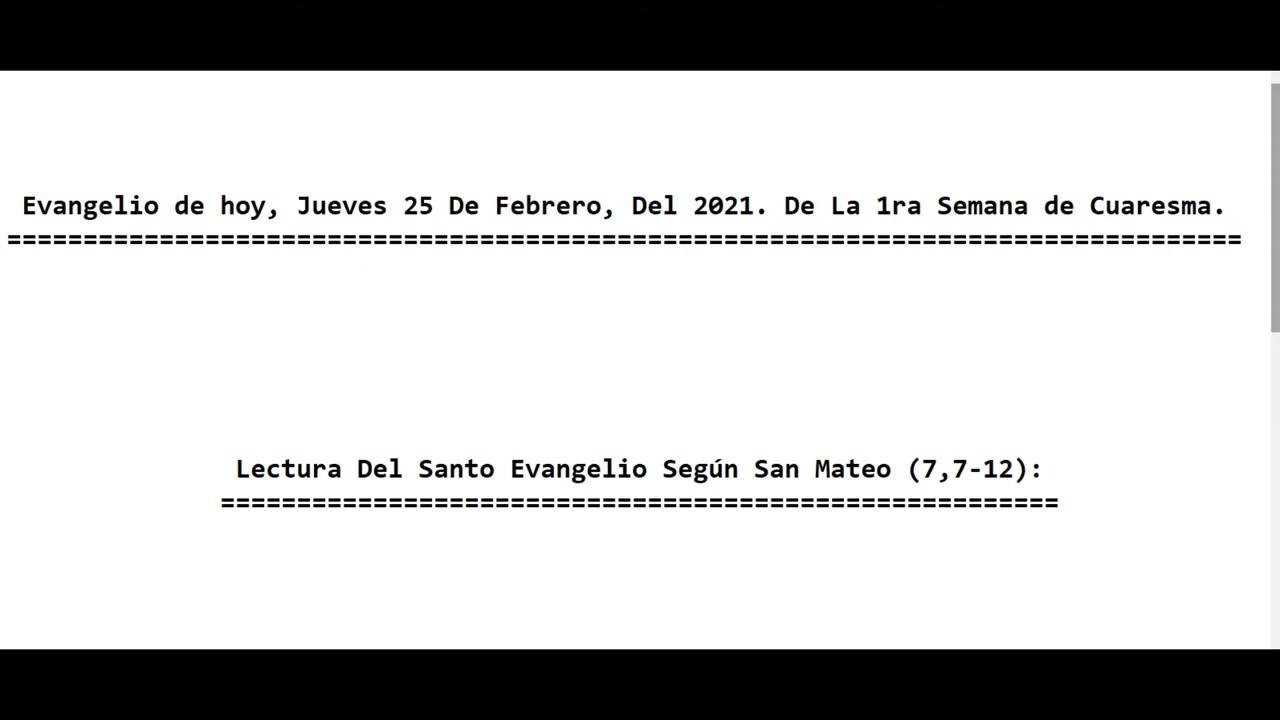 Evangelio de hoy, Jueves 25 De Febrero, Del 2021. De La 1ra Semana de Cuaresma.
=================================================================================
Lectura Del Santo Evangelio Según San Mateo (7,7-12):
=======================================================